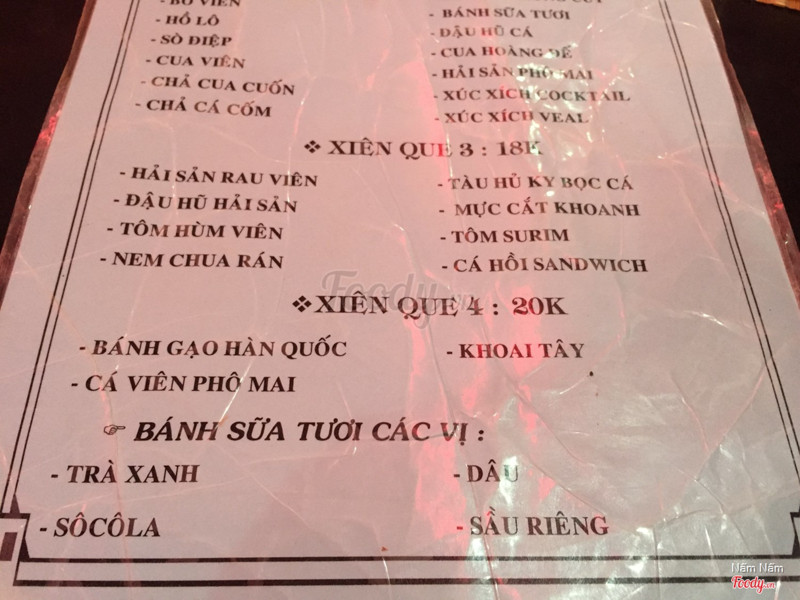 - BÒ VIÊN
- HỒ LÔ
- SÒ ĐIỆP
- CUA VIÊN
- CHẢ CUA CUỐN
- CHẢ CÁ CỐM
CÚT
- BÁNH SỮA TƯƠI
- ĐẬU HŨ CÁ
- CUA HOÀNG ĐẾ
- HẢI SẢN PHÔ MAI
- XÚC XÍCH COCKTAIL
- XÚC XÍCH VEAL
❖ XIÊN QUE 3 : 18K
- HẢI SẢN RAU VIÊN
- ĐẬU HŨ HẢI SẢN
- TÔM HÙM VIÊN
- NEM CHUA RÁN
- TÀU HỦ KY BỌC CÁ
- MỰC CẮT KHOANH
- TÔM SURIM
- CÁ HỒI SANDWICH
❖XIÊN QUE 4 : 20K
- BÁNH GẠO HÀN QUỐC
- CÁ VIÊN PHÔ MAI
- KHOAI TÂY
☞ BÁNH SỮA TƯƠI CÁC VỊ :
- TRÀ XANH
- SÔCÔLA
- DÂU
- SẦU RIÊNG
Foody.vn
Nấm Nấm
Foody.vn